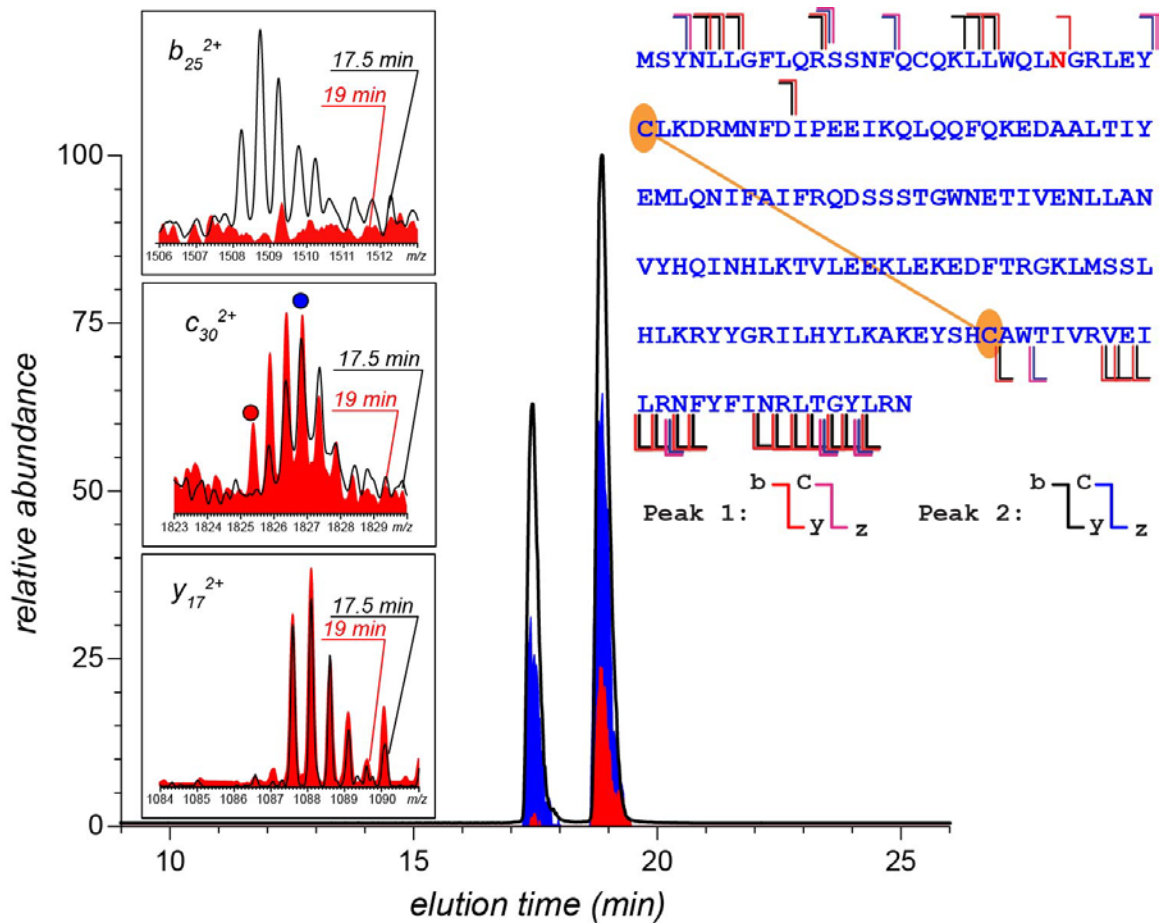 b25 2+
17.5 min
19 min
1506 1507 1508 1509 1510 1511 1512 m/z
c30 2+
17.5 min
19 min
1823 1824 1825 1826 1827 1828 1829 m/z
y17 2+
17.5 min
19 min
1084 1085 1086 1087 1088 1089 1090 m/z
relative abundance
100
75
50
25
0
10 15 20 25
elution time (min)
MSYNLLGFLQRSSNFQCQKLLWQLNGRLEY
CLKDRMNFDIPEEIKQLQQFQKEDAALTIY
EMLQNIFAIFRQDSSSTGWNETIVENLLAN
VYHQINHLKTVLEEKLEKEDFTRGKLMSSL
HLKRYYGRILHYLKAKEYSHCAWTIVRVEI
LRNFYFINRLTGYLRN
Peak 1: b C y z
Peak 2: b C y z